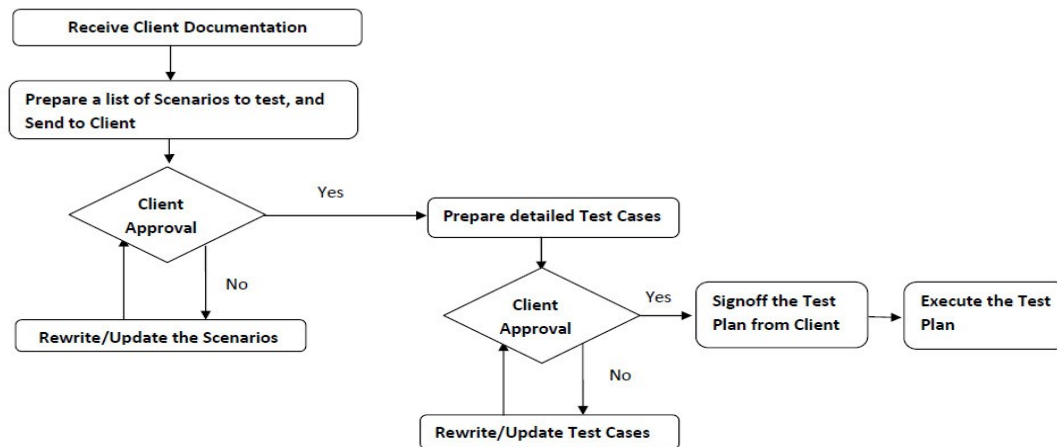 Receive Client Documentation
Prepare a list of Scenarios to test, and
Send to Client
Client
Approval
Yes
No
Rewrite/Update the Scenarios
Prepare detailed Test Cases
Client
Approval
Yes
No
Rewrite/Update Test Cases
Signoff the Test
Plan from Client
Execute the Test
Plan